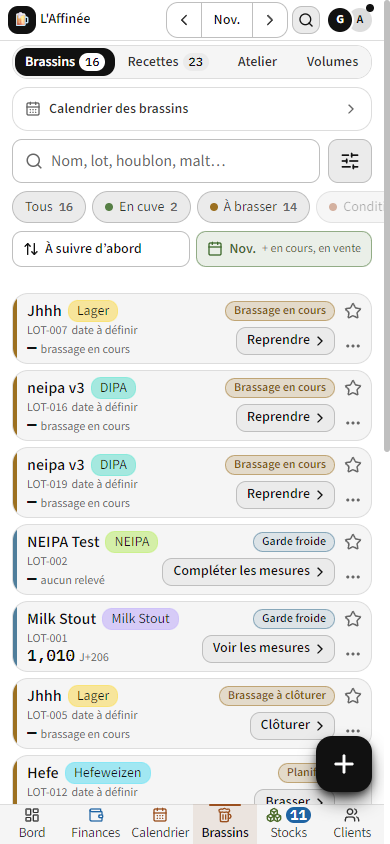 L'Affinée
Nov.
G A
Brassins 16 Recettes 23 Atelier Volumes
Calendrier des brassins
Nom, lot, houblon, malt…
Tous 16 En cuve 2 À brasser 14 Condit
À suivre d'abord Nov. + en cours, en vente
Jhhh Lager Brassage en cours
LOT-007 date à définir
Reprendre
brassage en cours
neipa v3 DIPA Brassage en cours
LOT-016 date à définir
Reprendre
brassage en cours
neipa v3 DIPA Brassage en cours
LOT-019 date à définir
Reprendre
brassage en cours
NEIPA Test NEIPA Garde froide
LOT-002
Compléter les mesures
aucun relevé
Milk Stout Milk Stout Garde froide
LOT-001
Voir les mesures
1,010 J+206
Jhhh Lager Brassage à clôturer
LOT-005 date à définir
Clôturer
brassage en cours
Hefe Hefeweizen Planif
LOT-012 date à définir
Brasser
Bord Finances Calendrier Brassins Stocks 11 Clients